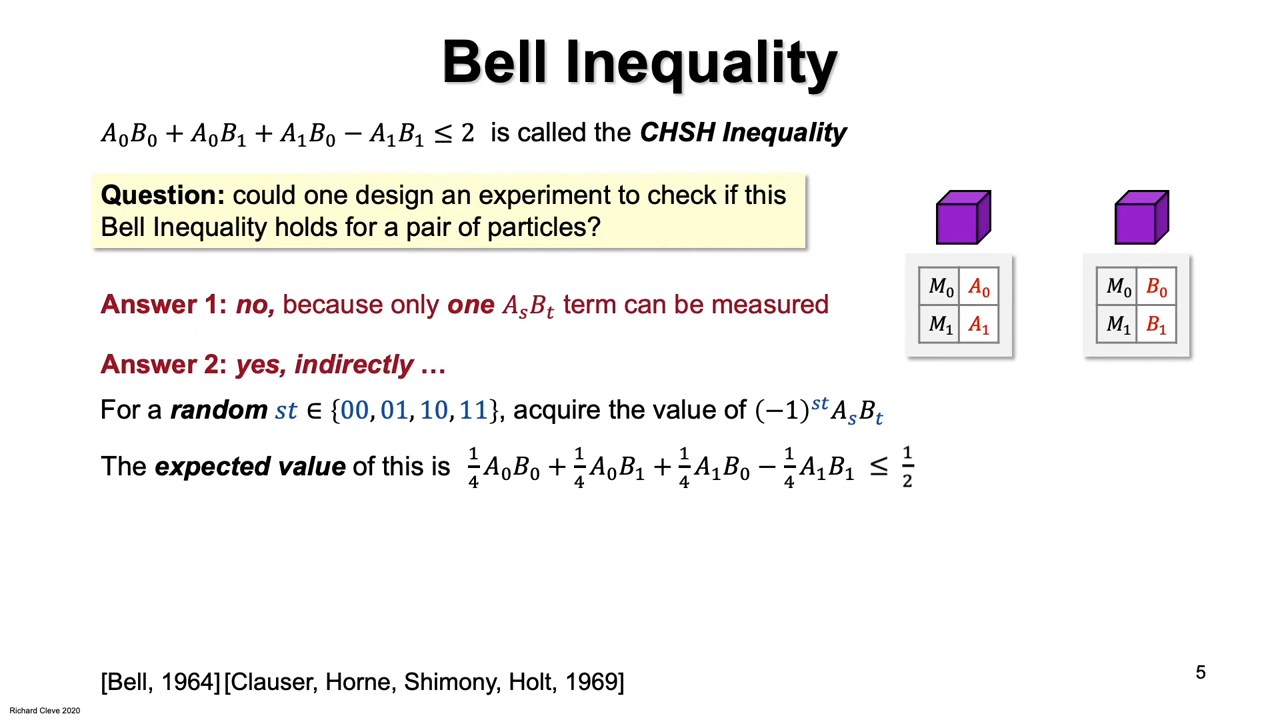 Bell Inequality
A₀B₀ + A₀B₁ + A₁B₀ − A₁B₁ ≤ 2 is called the CHSH Inequality
Question: could one design an experiment to check if this
Bell Inequality holds for a pair of particles?
M₀ A₀
M₁ A₁
M₀ B₀
M₁ B₁
Answer 1: no, because only one AₛBₜ term can be measured
Answer 2: yes, indirectly …
For a random st ∈ {00, 01, 10, 11}, acquire the value of (−1)ˢᵗAₛBₜ
The expected value of this is ¼A₀B₀ + ¼A₀B₁ + ¼A₁B₀ − ¼A₁B₁ ≤ ½
[Bell, 1964][Clauser, Horne, Shimony, Holt, 1969]
5
Richard Cleve 2020